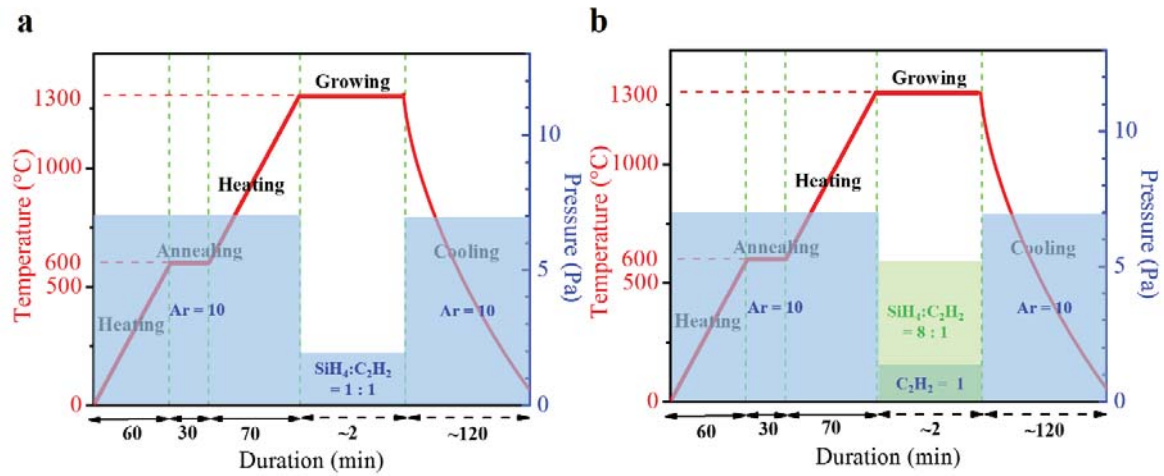 a
Temperature (°C)
1300
1000
600
500
0
Growing
Heating
Annealing
Cooling
Heating
Ar = 10
Ar = 10
SiH₄:C₂H₂
= 1 : 1
10
5
0
Pressure (Pa)
60
30
70
~2
~120
Duration (min)
b
Temperature (°C)
1300
1000
600
500
0
Growing
Heating
Annealing
Cooling
Heating
Ar = 10
Ar = 10
SiH₄:C₂H₂
= 8 : 1
C₂H₂ = 1
10
5
0
Pressure (Pa)
60
30
70
~2
~120
Duration (min)